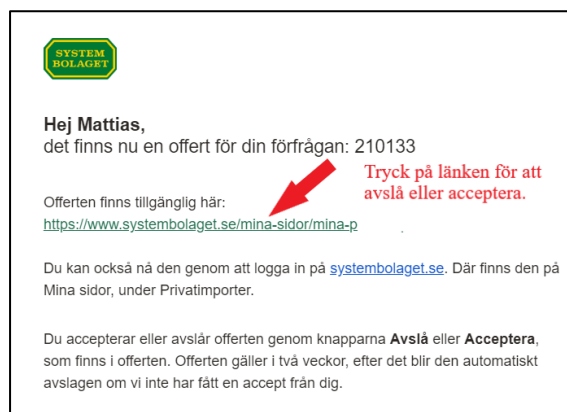 SYSTEM
BOLAGET
Hej Mattias,
det finns nu en offert för din förfrågan: 210133
Tryck på länken för att
avslå eller acceptera.
Offerten finns tillgänglig här:
https://www.systembolaget.se/mina-sidor/mina-p
Du kan också nå den genom att logga in på systembolaget.se. Där finns den på
Mina sidor, under Privatimporter.
Du accepterar eller avslår offerten genom knapparna Avslå eller Acceptera,
som finns i offerten. Offerten gäller i två veckor, efter det blir den automatiskt
avslagen om vi inte har fått en accept från dig.